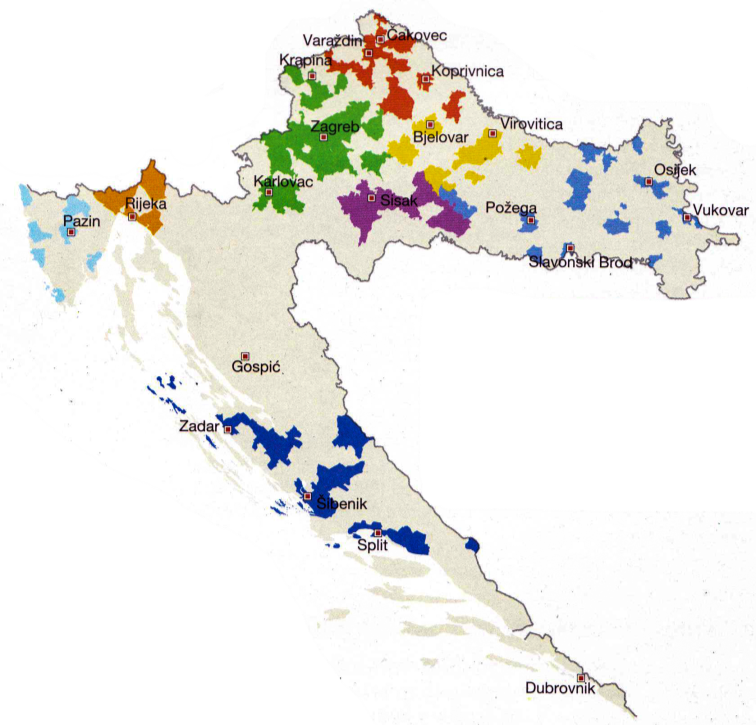 Čakovec
Varaždin
Krapina
Koprivnica
Zagreb
Virovitica
Bjelovar
Osijek
Karlovac
Sisak
Rijeka
Požega
Vukovar
Pazin
Slavonski Brod
Gospić
Zadar
Šibenik
Split
Dubrovnik